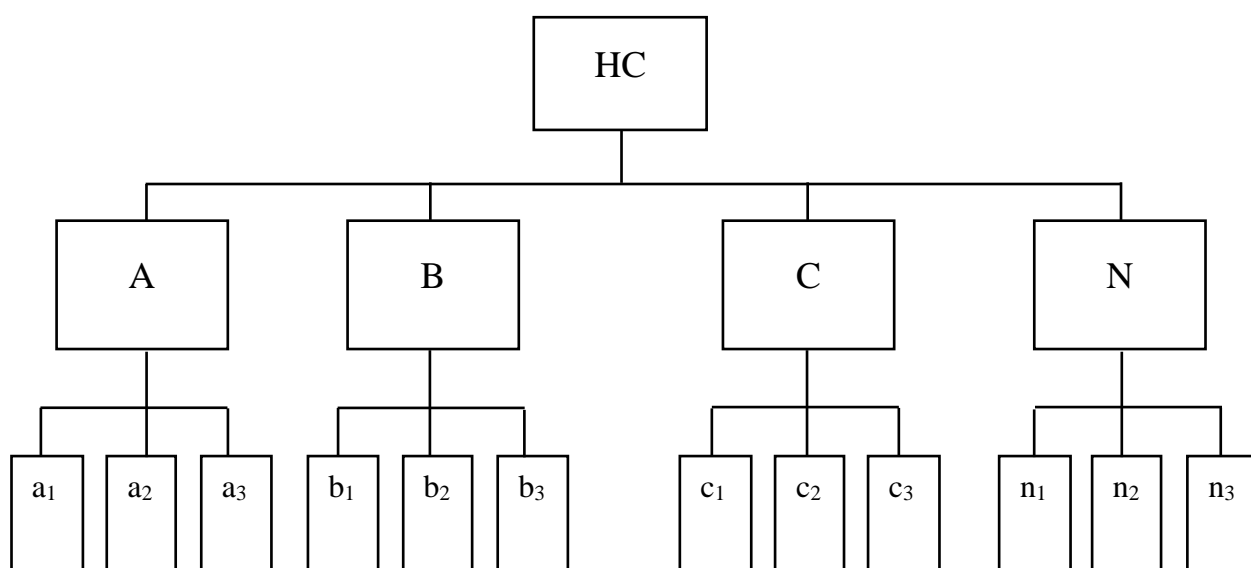 HC
A B C N
a₁ a₂ a₃ b₁ b₂ b₃ c₁ c₂ c₃ n₁ n₂ n₃